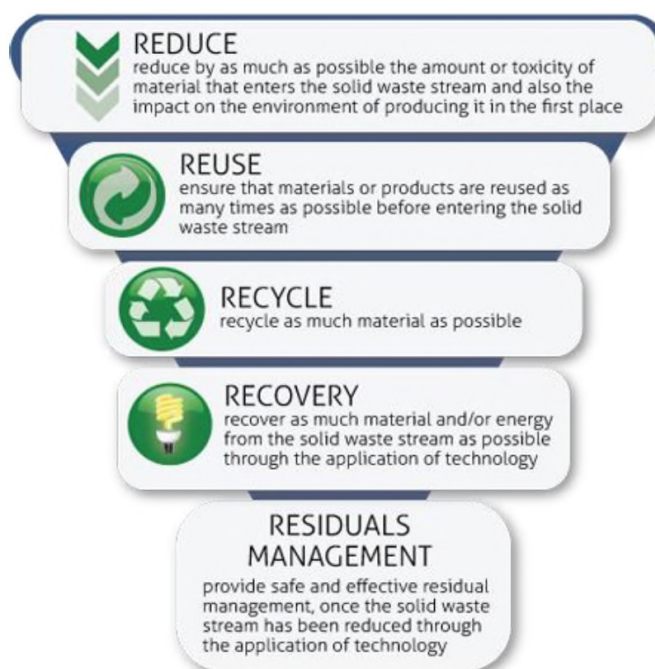 REDUCE
reduce by as much as possible the amount or toxicity of
material that enters the solid waste stream and also the
impact on the environment of producing it in the first place
REUSE
ensure that materials or products are reused as
many times as possible before entering the solid
waste stream
RECYCLE
recycle as much material as possible
RECOVERY
recover as much material and/or energy
from the solid waste stream as possible
through the application of technology
RESIDUALS
MANAGEMENT
provide safe and effective residual
management, once the solid waste
stream has been reduced through
the application of technology